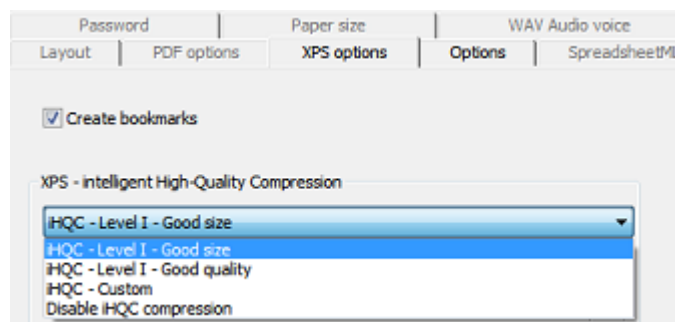 Password Paper size WAV Audio voice
Layout PDF options XPS options Options SpreadsheetML
Create bookmarks
XPS - intelligent High-Quality Compression
iHQC - Level I - Good size
iHQC - Level I - Good size
iHQC - Level I - Good quality
iHQC - Custom
Disable iHQC compression